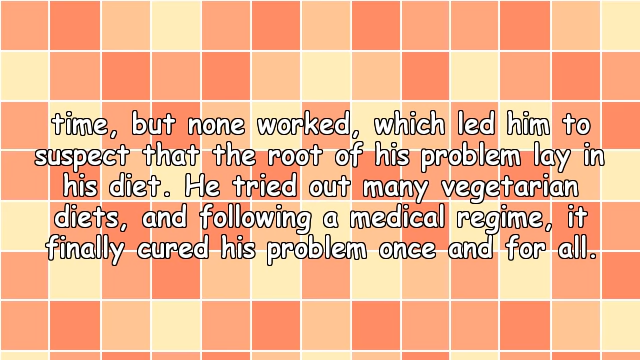 time, but none worked, which led him to
suspect that the root of his problem lay in
his diet. He tried out many vegetarian
diets, and following a medical regime, it
finally cured his problem once and for all.